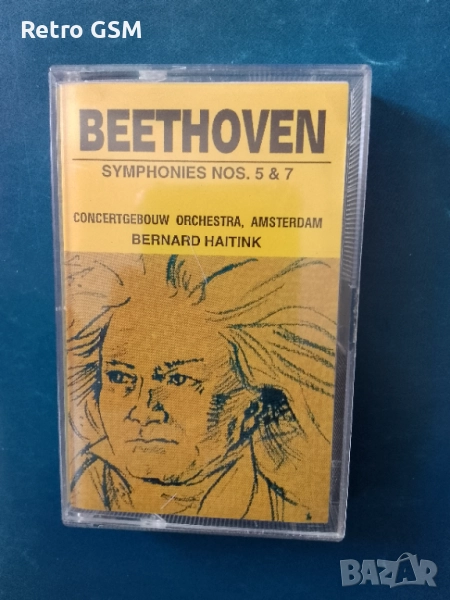 Retro GSM
BEETHOVEN
SYMPHONIES NOS. 5 & 7
CONCERTGEBOUW ORCHESTRA, AMSTERDAM
BERNARD HAITINK
BAZAR